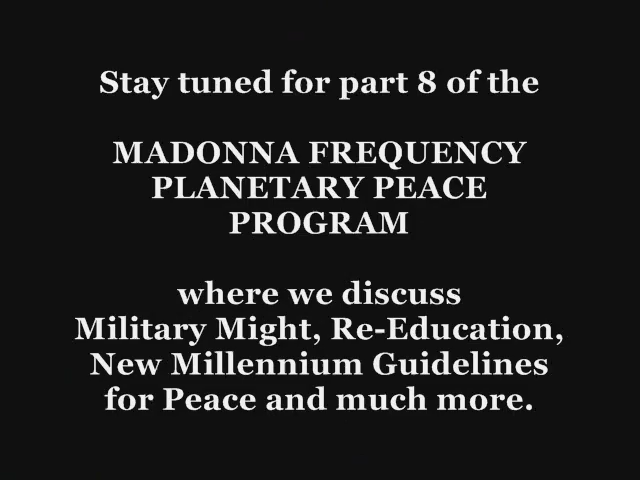 Stay tuned for part 8 of the
MADONNA FREQUENCY
PLANETARY PEACE
PROGRAM
where we discuss
Military Might, Re-Education,
New Millennium Guidelines
for Peace and much more.